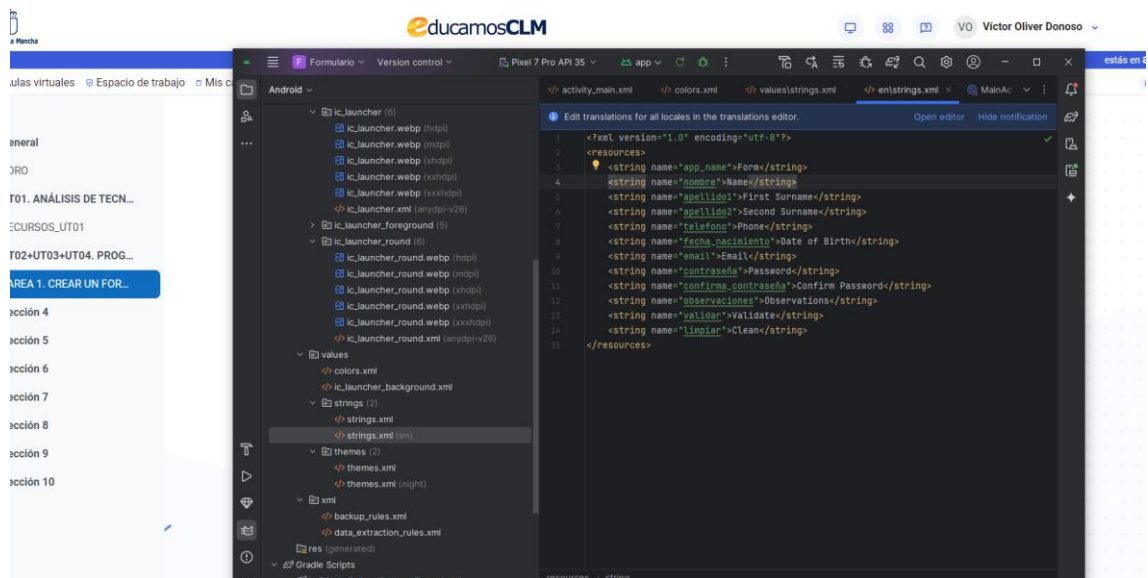 a Mancha
educamosCLM
VO Víctor Oliver Donoso
estás en a
ulas virtuales Espacio de trabajo Mis c
eneral
ORO
T01. ANÁLISIS DE TECN...
ECURSOS_UT01
T02+UT03+UT04. PROG...
AREA 1. CREAR UN FOR...
ección 4
ección 5
ección 6
ección 7
ección 8
ección 9
ección 10
F Formulario Version control Pixel 7 Pro API 35 app
Android
ic_launcher (6)
ic_launcher.webp (hdpi)
ic_launcher.webp (mdpi)
ic_launcher.webp (xhdpi)
ic_launcher.webp (xxhdpi)
ic_launcher.webp (xxxhdpi)
ic_launcher.xml (anydpi-v26)
ic_launcher_foreground (5)
ic_launcher_round (6)
ic_launcher_round.webp (hdpi)
ic_launcher_round.webp (mdpi)
ic_launcher_round.webp (xhdpi)
ic_launcher_round.webp (xxhdpi)
ic_launcher_round.webp (xxxhdpi)
ic_launcher_round.xml (anydpi-v26)
values
colors.xml
ic_launcher_background.xml
strings (2)
strings.xml
strings.xml (en)
themes (2)
themes.xml
themes.xml (night)
xml
backup_rules.xml
data_extraction_rules.xml
res (generated)
Gradle Scripts
activity_main.xml colors.xml values\strings.xml en\strings.xml MainAc
Edit translations for all locales in the translations editor. Open editor Hide notification
1 <?xml version="1.0" encoding="utf-8"?>
2 <resources>
3 <string name="app_name">Form</string>
4 <string name="nombre">Name</string>
5 <string name="apellido1">First Surname</string>
6 <string name="apellido2">Second Surname</string>
7 <string name="telefono">Phone</string>
8 <string name="fecha_nacimiento">Date of Birth</string>
9 <string name="email">Email</string>
10 <string name="contraseña">Password</string>
11 <string name="confirma_contraseña">Confirm Password</string>
12 <string name="observaciones">Observations</string>
13 <string name="validar">Validate</string>
14 <string name="limpiar">Clean</string>
15 </resources>
resources string